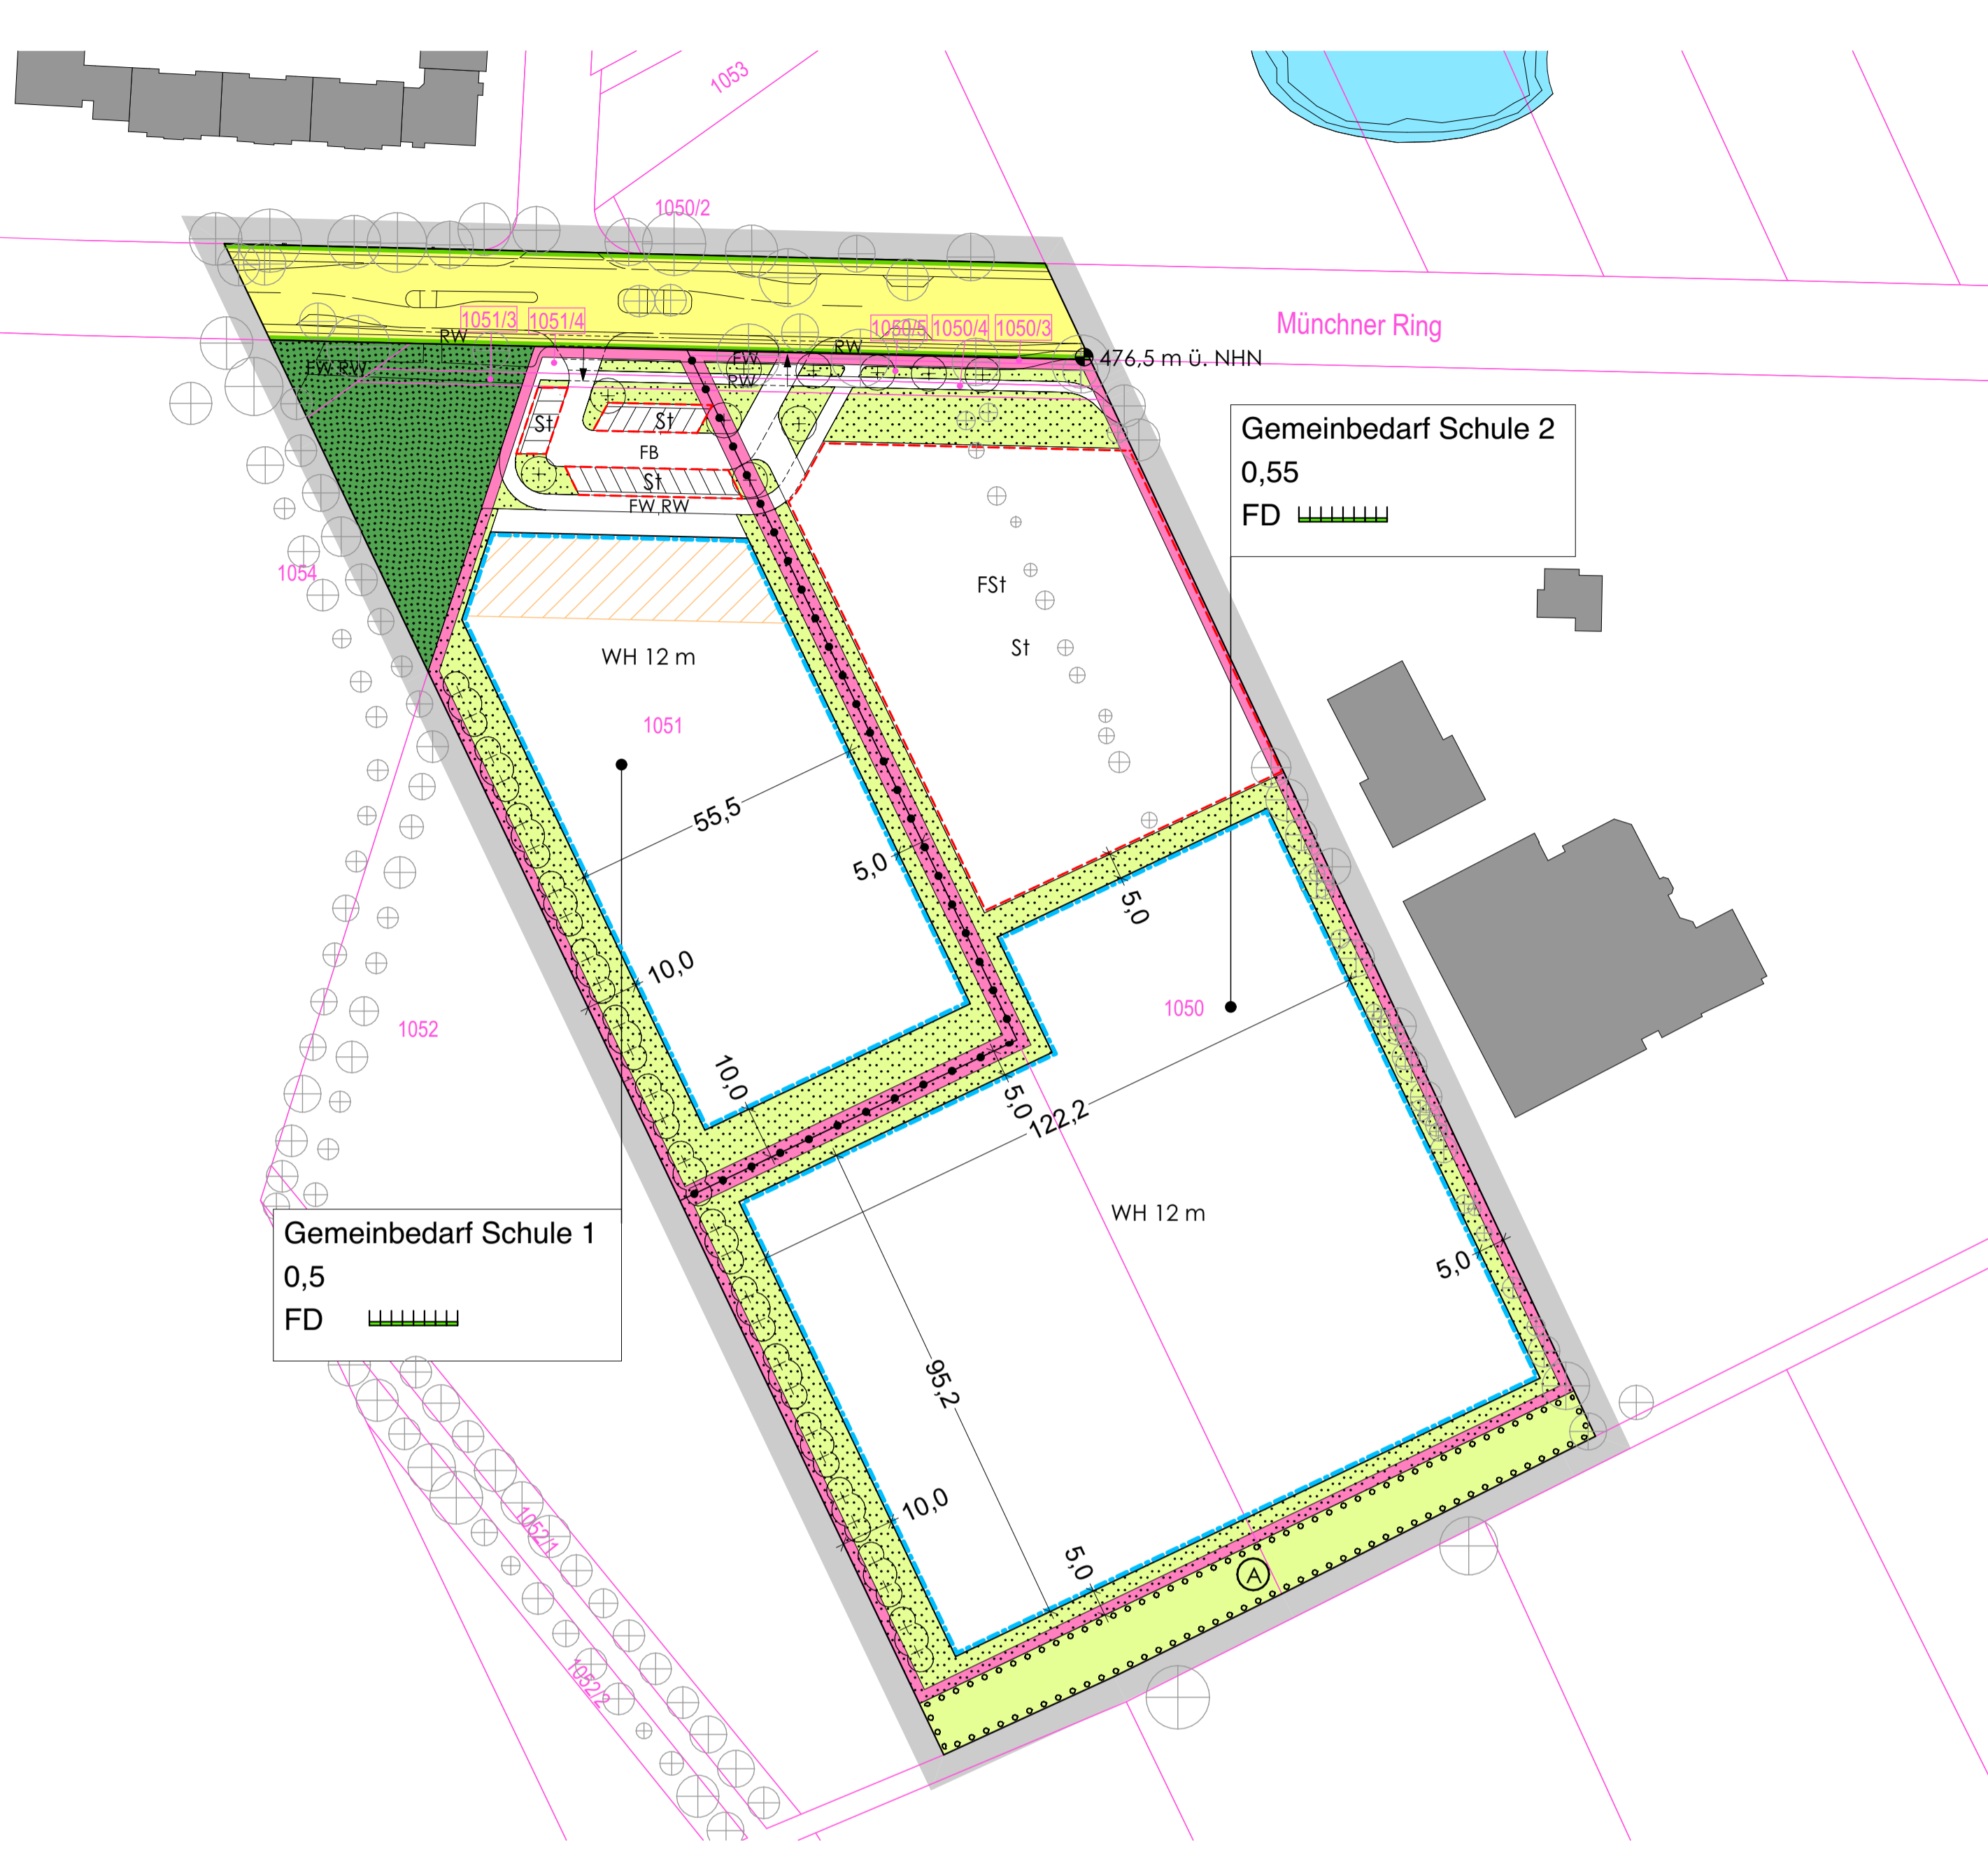 1053
1050/2
1051/3
1051/4
1050/5
1050/4
1050/3
Münchner Ring
RW
FW
RW
476,5 m ü. NHN
FW,RW
RW
St
St
FB
St
FW,RW
Gemeinbedarf Schule 2
0,55
FD
1054
FSt
St
WH 12 m
1051
55,5
5,0
5,0
10,0
1050
1052
10,0
5,0
122,2
WH 12 m
Gemeinbedarf Schule 1
0,5
FD
5,0
95,2
10,0
5,0
A
1052/1
1052/2